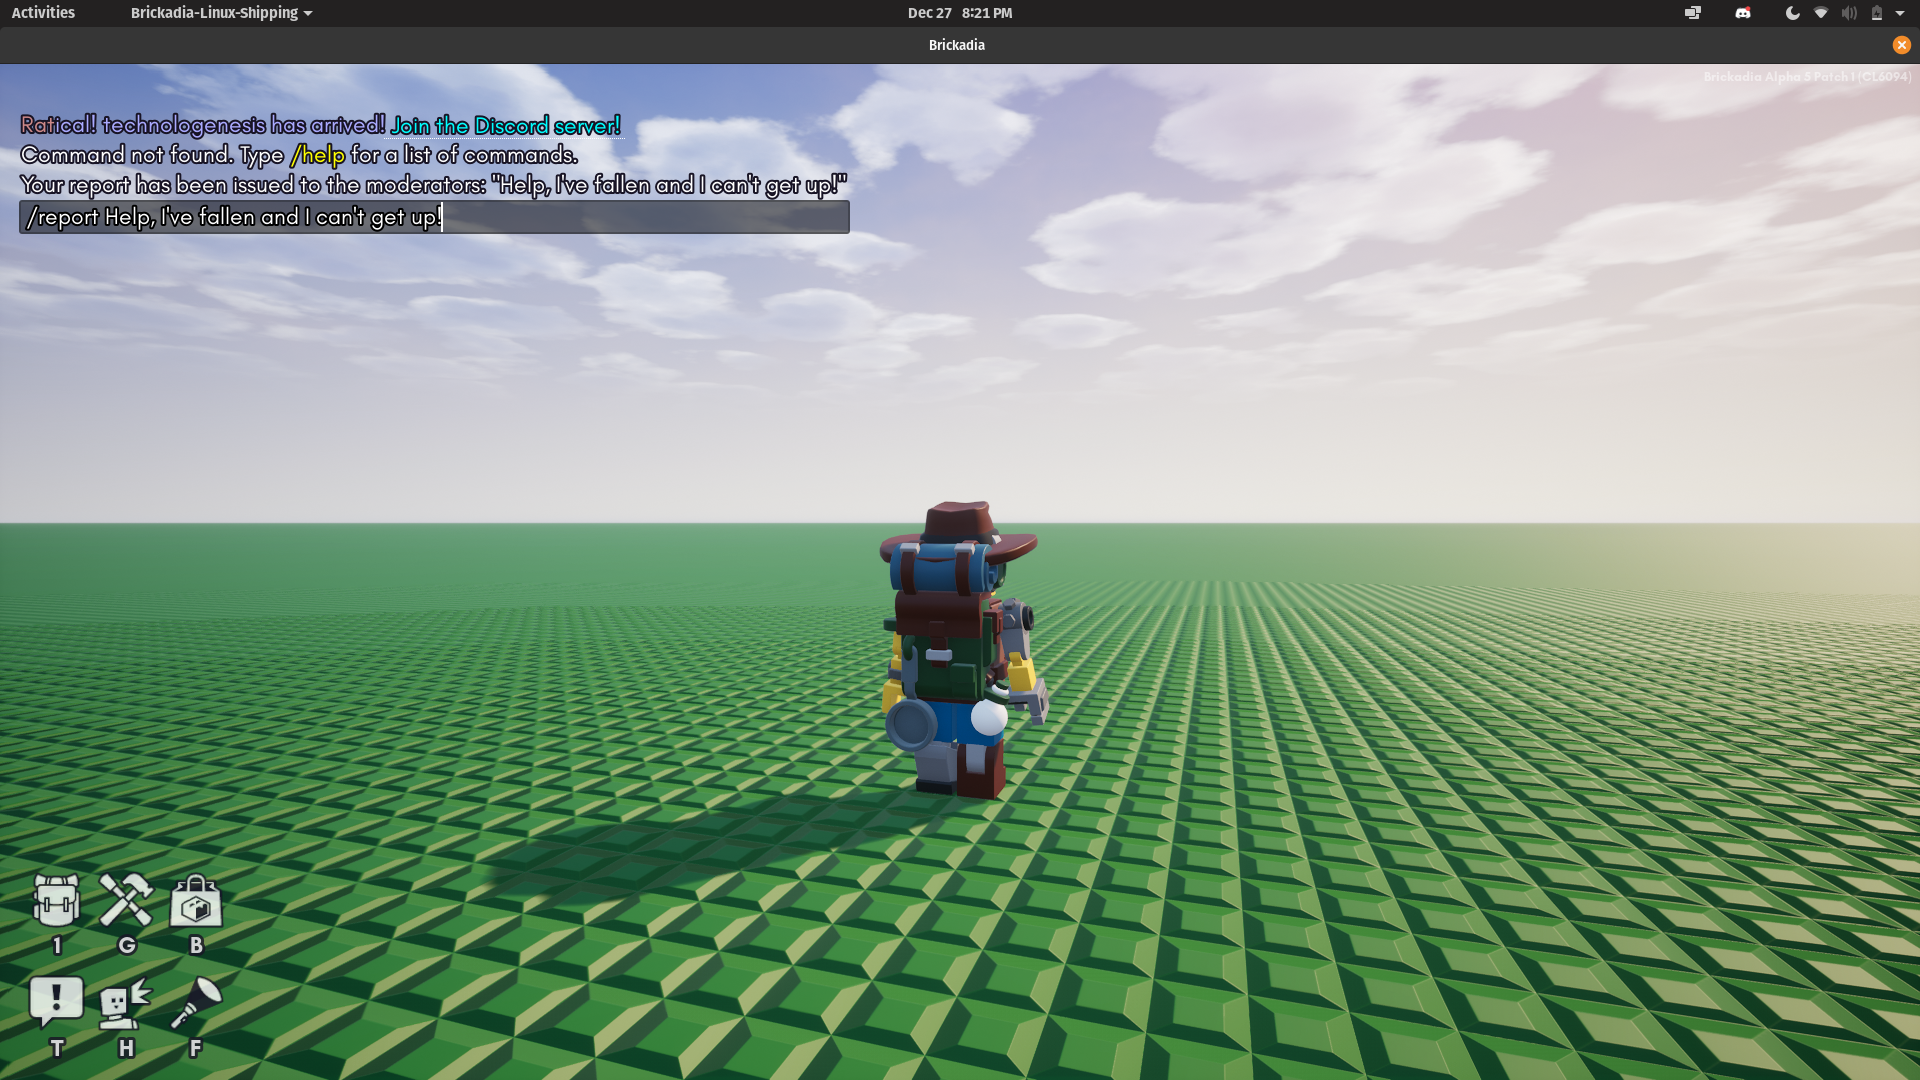 Activities
Brickadia-Linux-Shipping
Dec 27 8:21 PM
Brickadia
Brickadia Alpha 5 Patch 1 (CL6094)
Ratical! technologenesis has arrived! Join the Discord server!
Command not found. Type /help for a list of commands.
Your report has been issued to the moderators: "Help, I've fallen and I can't get up!"
/report Help, I've fallen and I can't get up!
1 G B
T H F